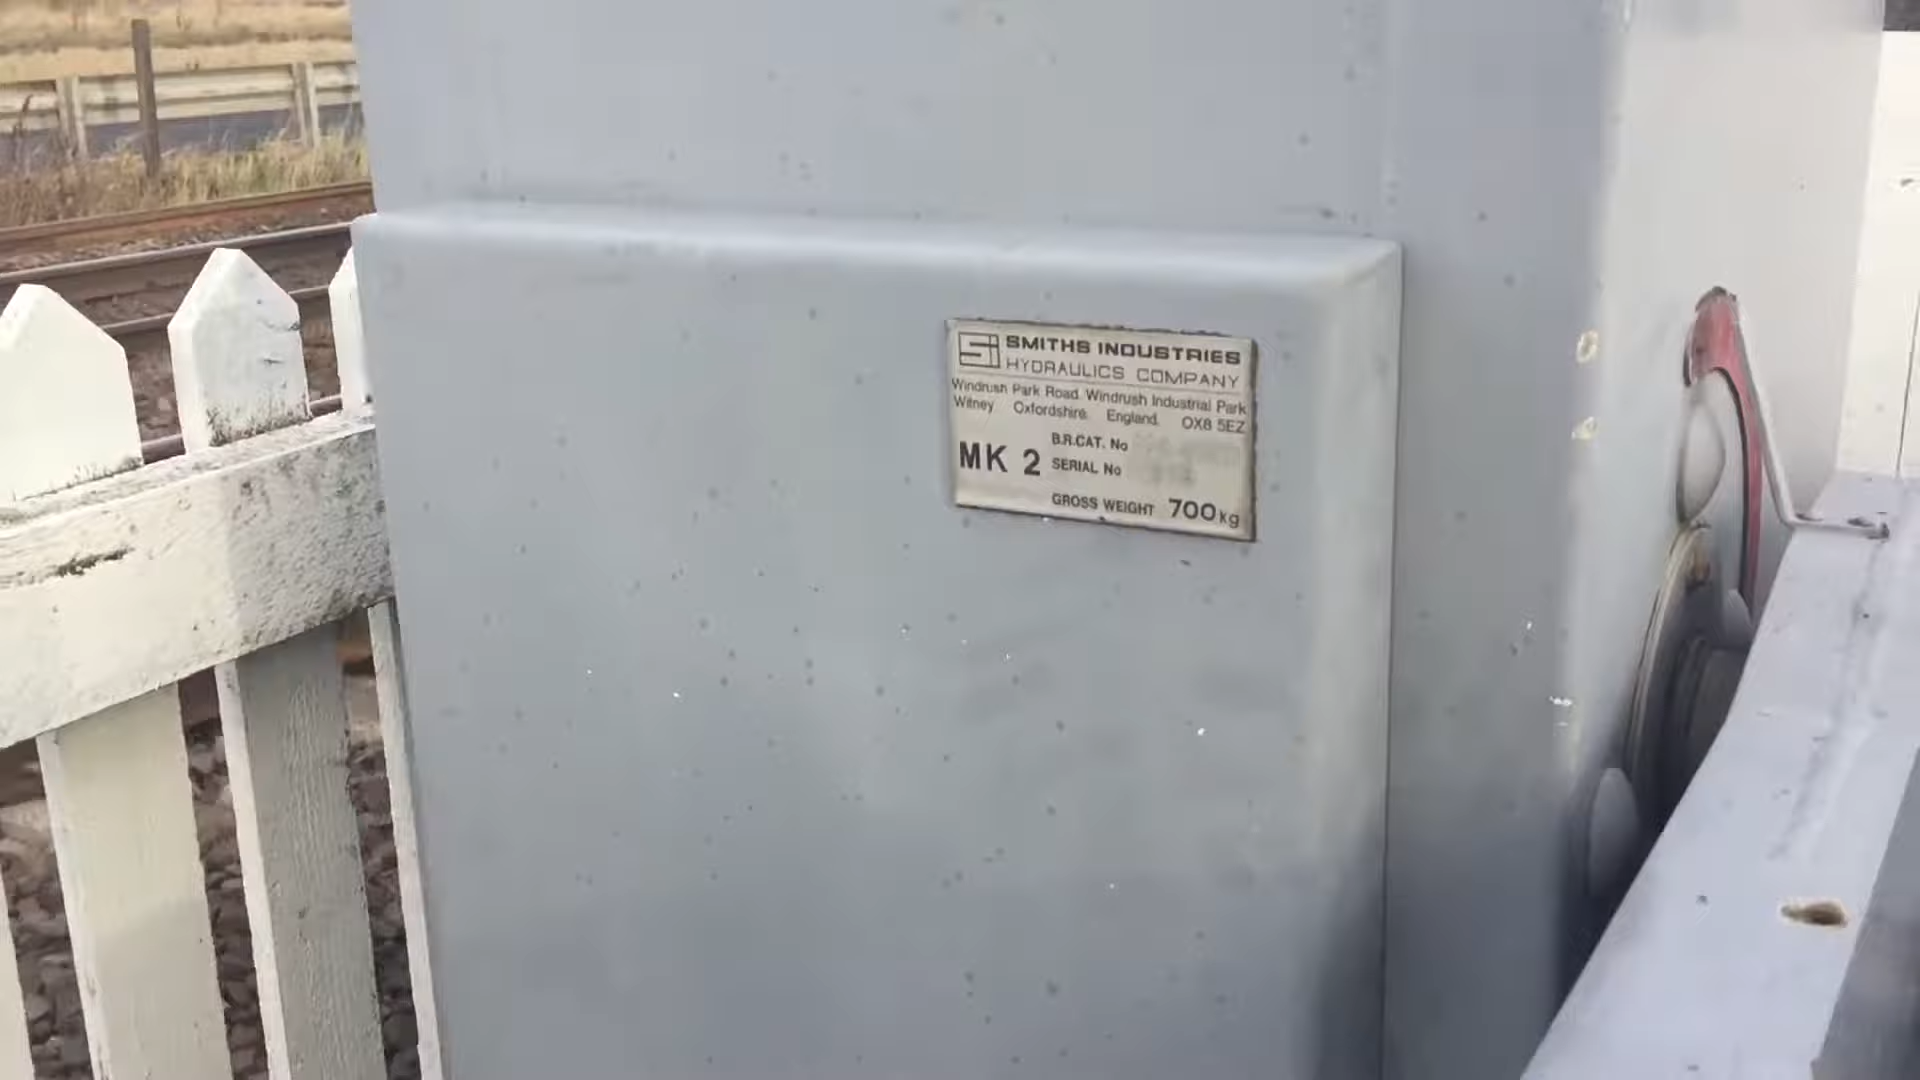 Si SMITHS INDUSTRIES
HYDRAULICS COMPANY
Windrush Park Road Windrush Industrial Park
Witney Oxfordshire England OX8 5EZ
MK 2
B.R.CAT. No
SERIAL No
GROSS WEIGHT 700kg